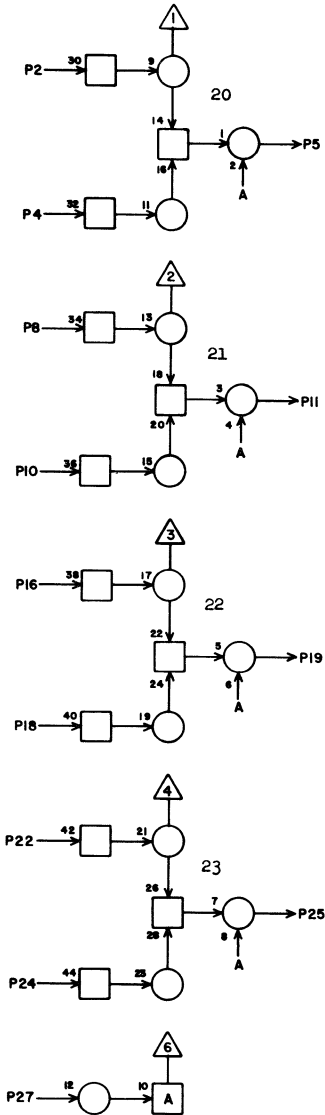 1
P2 30 9
20
14 1 P5
16 2
P4 32 11 A
2
P8 34 13
21
18 3 P11
20 4
P10 36 15 A
3
P16 38 17
22
22 5 P19
24 6
P18 40 19 A
4
P22 42 21
23
26 7 P25
28 8
P24 44 23 A
6
P27 12 10 A